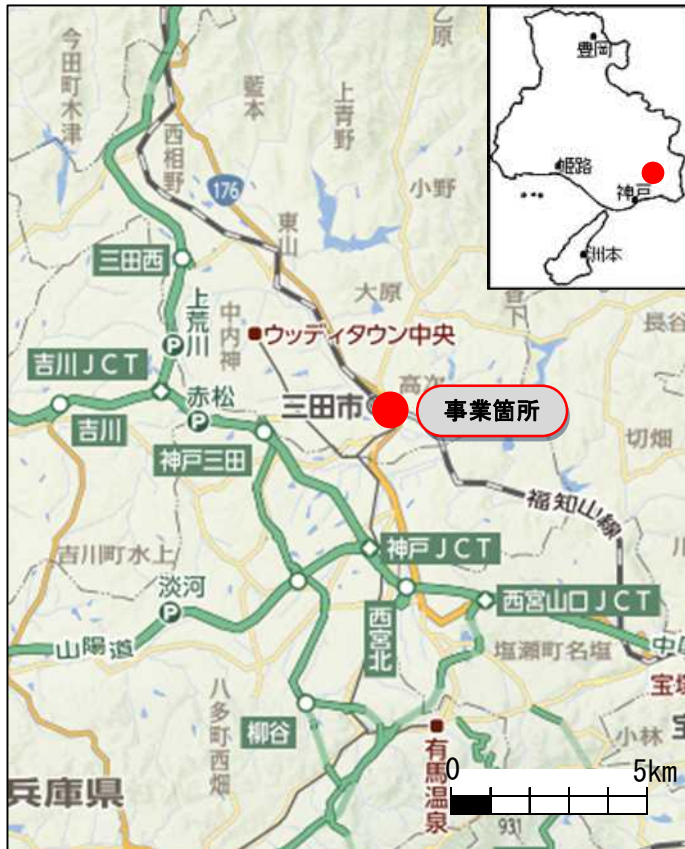 今田町木津
藍本
上青野
乙原
豊岡
姫路
神戸
洲本
西相野
176
小野
東山
三田西
上荒川
P
中内神
大原
ウッディタウン中央
長谷
吉川JCT
赤松
P
高次
三田市
事業箇所
吉川
神戸三田
切畑
福知山線
吉川町水上
神戸JCT
淡河
P
西宮北
西宮山口JCT
山陽道
塩瀬町名塩
八多町西畑
柳谷
有馬温泉
小林
0 5km
兵庫県
931